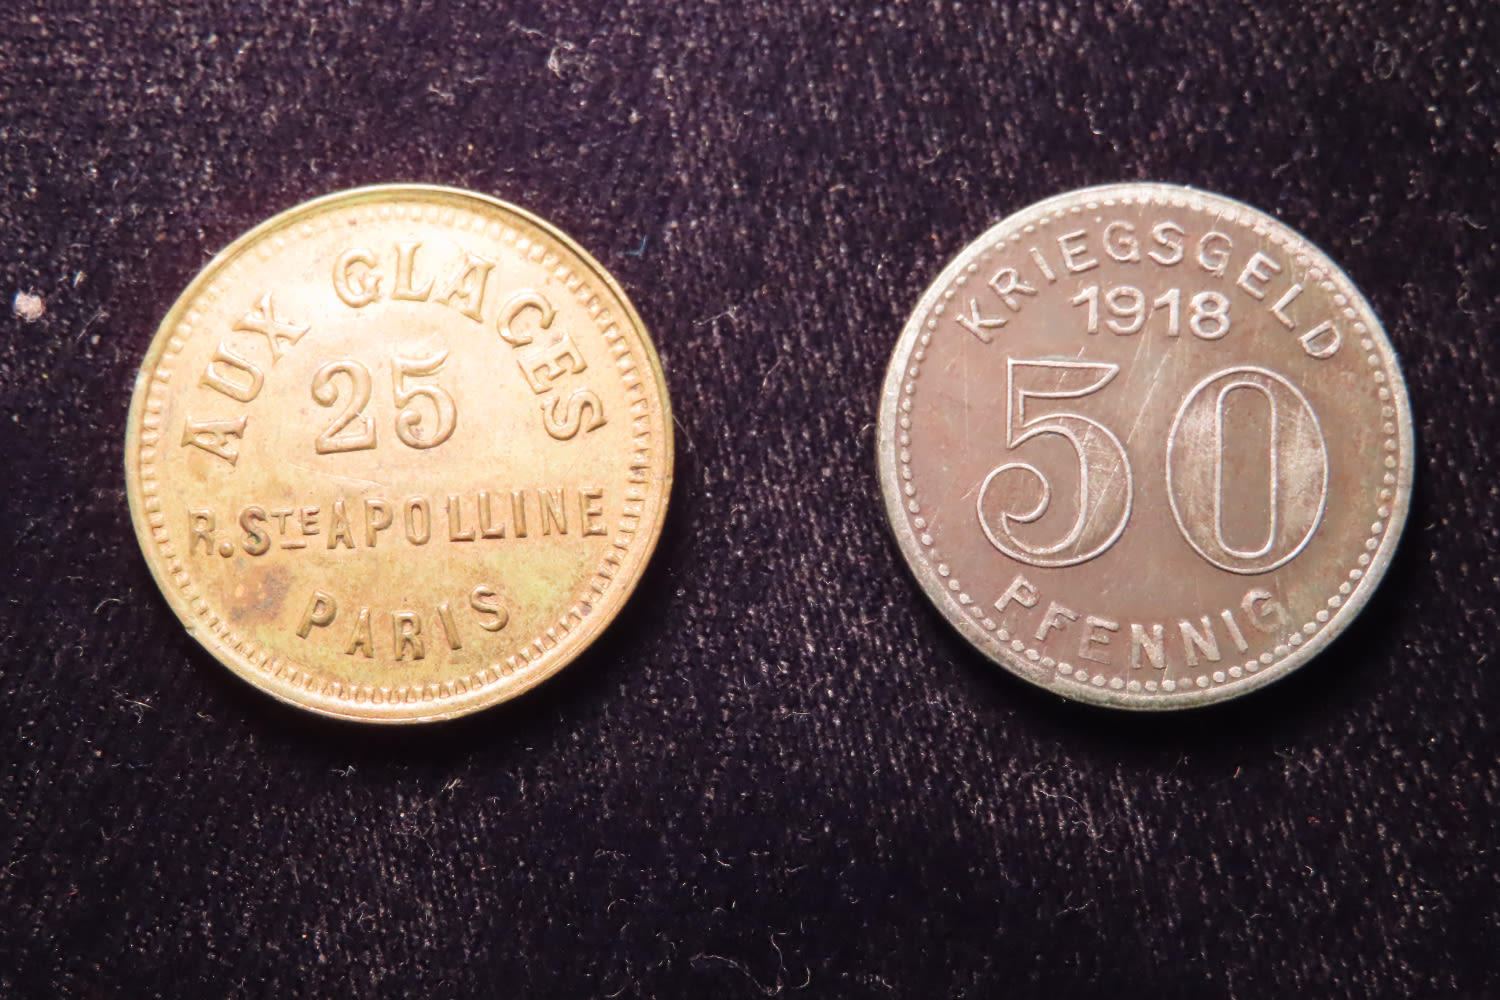 AUX GLACES
25
R. STE APOLLINE
PARIS
KRIEGSGELD
1918
50
PFENNIG